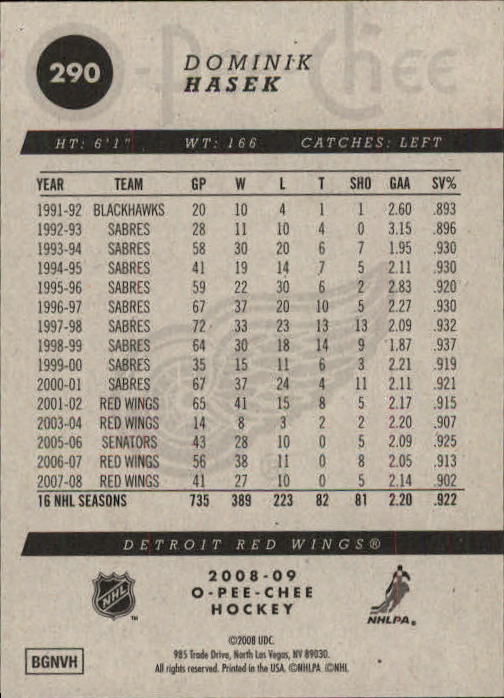 O-Pee-Chee
290
DOMINIK
HASEK
HT: 6'1" WT: 166 CATCHES: LEFT
YEAR TEAM GP W L T SHO GAA SV%
1991-92 BLACKHAWKS 20 10 4 1 1 2.60 .893
1992-93 SABRES 28 11 10 4 0 3.15 .896
1993-94 SABRES 58 30 20 6 7 1.95 .930
1994-95 SABRES 41 19 14 7 5 2.11 .930
1995-96 SABRES 59 22 30 6 2 2.83 .920
1996-97 SABRES 67 37 20 10 5 2.27 .930
1997-98 SABRES 72 33 23 13 13 2.09 .932
1998-99 SABRES 64 30 18 14 9 1.87 .937
1999-00 SABRES 35 15 11 6 3 2.21 .919
2000-01 SABRES 67 37 24 4 11 2.11 .921
2001-02 RED WINGS 65 41 15 8 5 2.17 .915
2003-04 RED WINGS 14 8 3 2 2 2.20 .907
2005-06 SENATORS 43 28 10 0 5 2.09 .925
2006-07 RED WINGS 56 38 11 0 8 2.05 .913
2007-08 RED WINGS 41 27 10 0 5 2.14 .902
16 NHL SEASONS 735 389 223 82 81 2.20 .922
DETROIT RED WINGS®
NHL
TM
2008-09
O-PEE-CHEE
HOCKEY
NHLPA®
BGNVH
©2008 UDC.
985 Trade Drive, North Las Vegas, NV 89030.
All rights reserved. Printed in the USA. ©NHLPA. ©NHL.